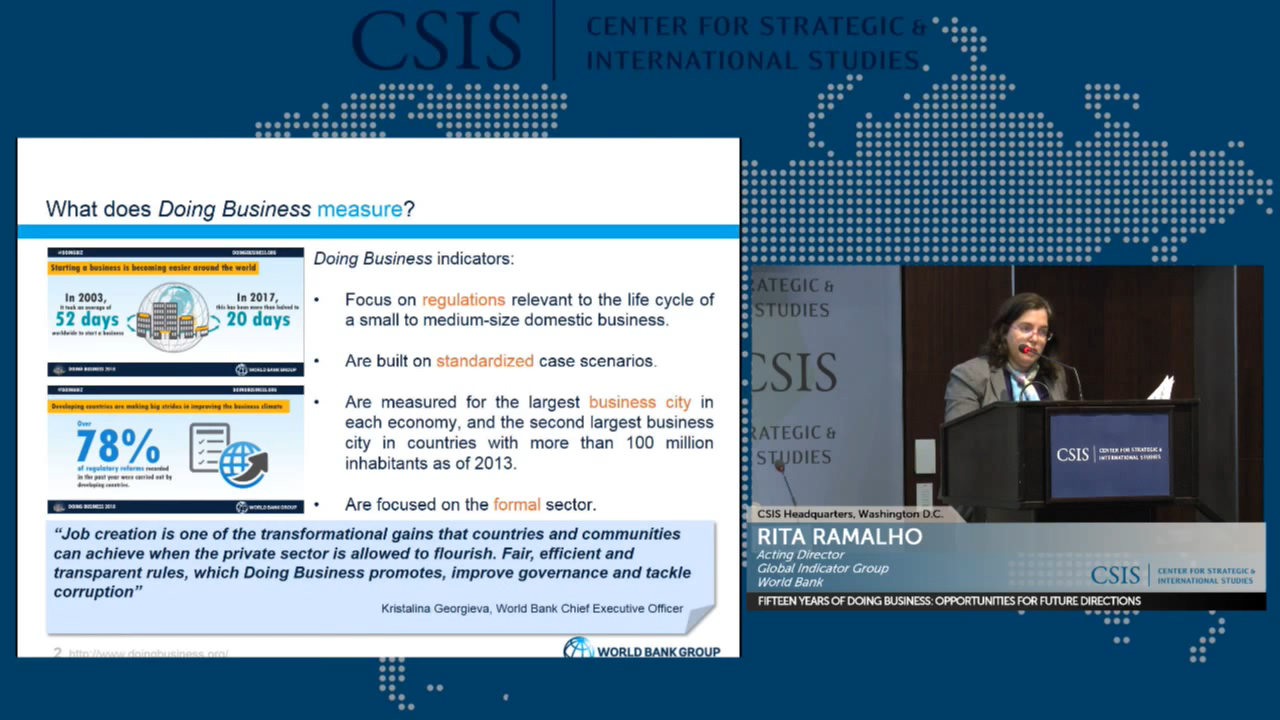 CSIS
CENTER FOR STRATEGIC &
INTERNATIONAL STUDIES
What does Doing Business measure?
#DOINGBIZ
DOINGBUSINESS.ORG
Starting a business is becoming easier around the world
In 2003,
it took an average of
52 days
worldwide to start a business
In 2017,
this has been more than halved to
20 days
DOING BUSINESS 2018
WORLD BANK GROUP
#DOINGBIZ
DOINGBUSINESS.ORG
Developing countries are making big strides in improving the business climate
Over
78%
of regulatory reforms recorded
in the past year were carried out by
developing countries.
DOING BUSINESS 2018
WORLD BANK GROUP
Doing Business indicators:
• Focus on regulations relevant to the life cycle of
a small to medium-size domestic business.
• Are built on standardized case scenarios.
• Are measured for the largest business city in
each economy, and the second largest business
city in countries with more than 100 million
inhabitants as of 2013.
• Are focused on the formal sector.
“Job creation is one of the transformational gains that countries and communities
can achieve when the private sector is allowed to flourish. Fair, efficient and
transparent rules, which Doing Business promotes, improve governance and tackle
corruption”
Kristalina Georgieva, World Bank Chief Executive Officer
2 http://www.doingbusiness.org/
WORLD BANK GROUP
ATEGIC &
STUDIES
CSIS
RATEGIC &
STUDIES
CSIS
CENTER FOR STRATEGIC &
INTERNATIONAL STUDIES
CSIS Headquarters, Washington D.C.
RITA RAMALHO
Acting Director
Global Indicator Group
World Bank
CSIS
CENTER FOR STRATEGIC &
INTERNATIONAL STUDIES
FIFTEEN YEARS OF DOING BUSINESS: OPPORTUNITIES FOR FUTURE DIRECTIONS